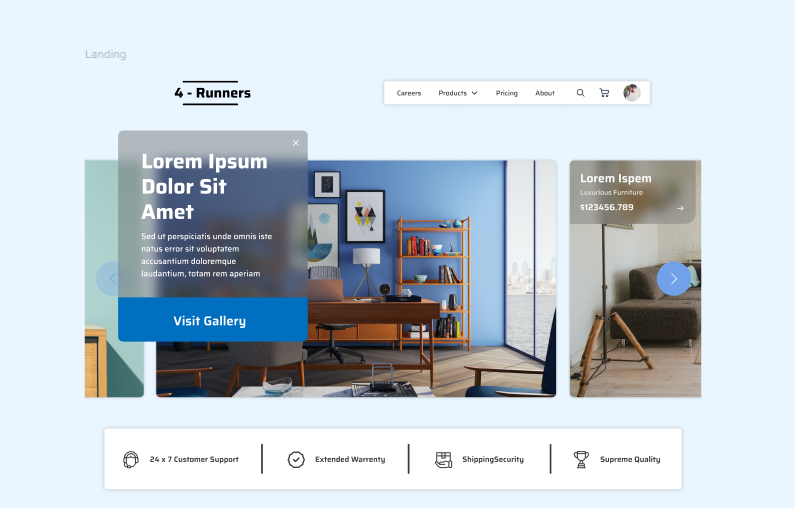 Landing
4 - Runners
Careers
Products
Pricing
About
Lorem Ipsum
Dolor Sit
Amet
Sed ut perspiciatis unde omnis iste
natus error sit voluptatem
accusantium doloremque
laudantium, totam rem aperiam
Visit Gallery
Lorem Ispem
Luxurious Furniture
$123456.789
24 x 7 Customer Support
Extended Warrenty
ShippingSecurity
Supreme Quality